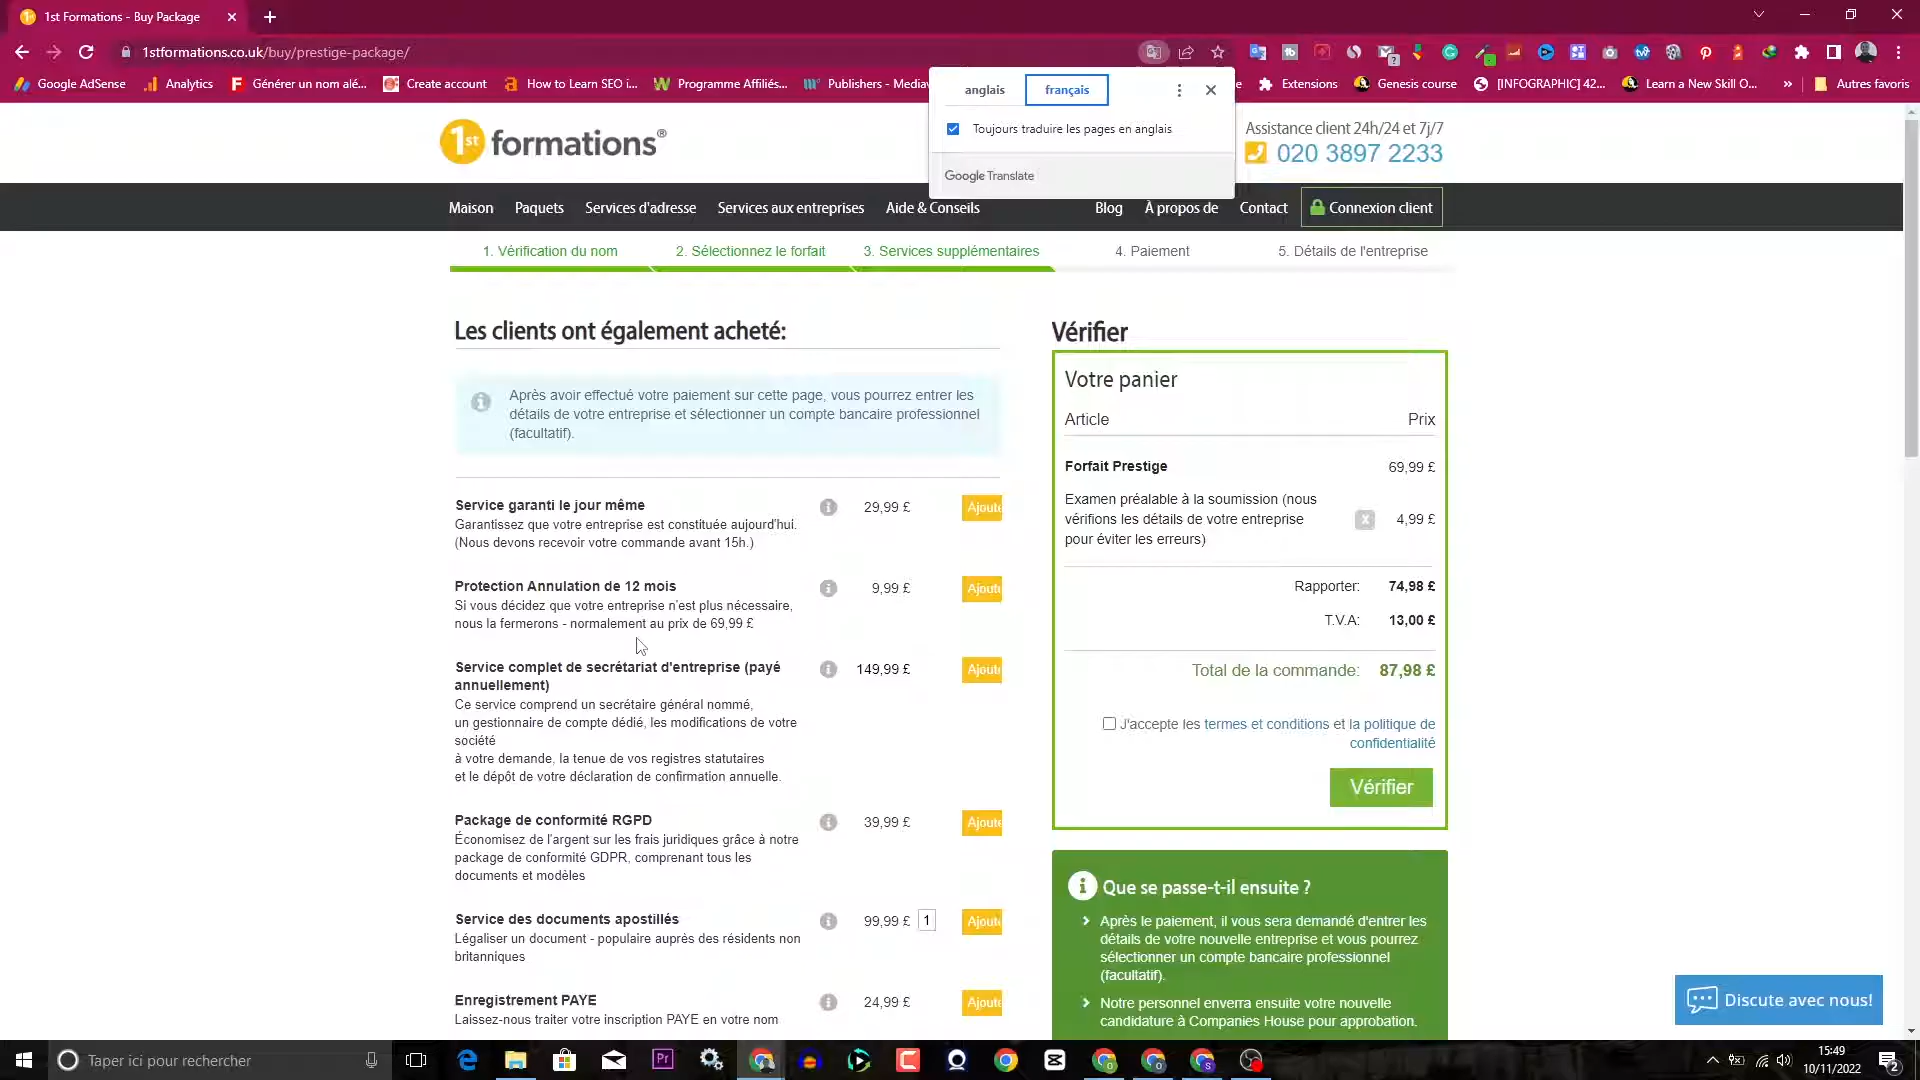 1st Formations - Buy Package
1stformations.co.uk/buy/prestige-package/
Google AdSense
Analytics
Générer un nom alé...
Create account
How to Learn SEO i...
Programme Affiliés...
Publishers - Mediav
Extensions
Genesis course
[INFOGRAPHIC] 42...
Learn a New Skill O...
»
Autres favoris
anglais
français
Toujours traduire les pages en anglais
Google Translate
1st formations®
Assistance client 24h/24 et 7j/7
020 3897 2233
Maison
Paquets
Services d'adresse
Services aux entreprises
Aide & Conseils
Blog
À propos de
Contact
Connexion client
1. Vérification du nom
2. Sélectionnez le forfait
3. Services supplémentaires
4. Paiement
5. Détails de l'entreprise
Les clients ont également acheté:
Après avoir effectué votre paiement sur cette page, vous pourrez entrer les
détails de votre entreprise et sélectionner un compte bancaire professionnel
(facultatif).
Service garanti le jour même
29,99 £
Ajoute
Garantissez que votre entreprise est constituée aujourd'hui.
(Nous devons recevoir votre commande avant 15h.)
Protection Annulation de 12 mois
9,99 £
Ajoute
Si vous décidez que votre entreprise n'est plus nécessaire,
nous la fermerons - normalement au prix de 69,99 £
Service complet de secrétariat d'entreprise (payé
annuellement)
149,99 £
Ajoute
Ce service comprend un secrétaire général nommé,
un gestionnaire de compte dédié, les modifications de votre
société
à votre demande, la tenue de vos registres statutaires
et le dépôt de votre déclaration de confirmation annuelle.
Package de conformité RGPD
39,99 £
Ajoute
Économisez de l'argent sur les frais juridiques grâce à notre
package de conformité GDPR, comprenant tous les
documents et modèles
Service des documents apostillés
99,99 £
1
Ajoute
Légaliser un document - populaire auprès des résidents non
britanniques
Enregistrement PAYE
24,99 £
Ajoute
Laissez-nous traiter votre inscription PAYE en votre nom
Vérifier
Votre panier
Article
Prix
Forfait Prestige
69,99 £
Examen préalable à la soumission (nous
vérifions les détails de votre entreprise
pour éviter les erreurs)
x
4,99 £
Rapporter:
74,98 £
T.V.A:
13,00 £
Total de la commande:
87,98 £
J'accepte les termes et conditions et la politique de
confidentialité
Vérifier
Que se passe-t-il ensuite ?
Après le paiement, il vous sera demandé d'entrer les
détails de votre nouvelle entreprise et vous pourrez
sélectionner un compte bancaire professionnel
(facultatif).
Notre personnel enverra ensuite votre nouvelle
candidature à Companies House pour approbation.
Discute avec nous!
Taper ici pour rechercher
15:49
10/11/2022
2